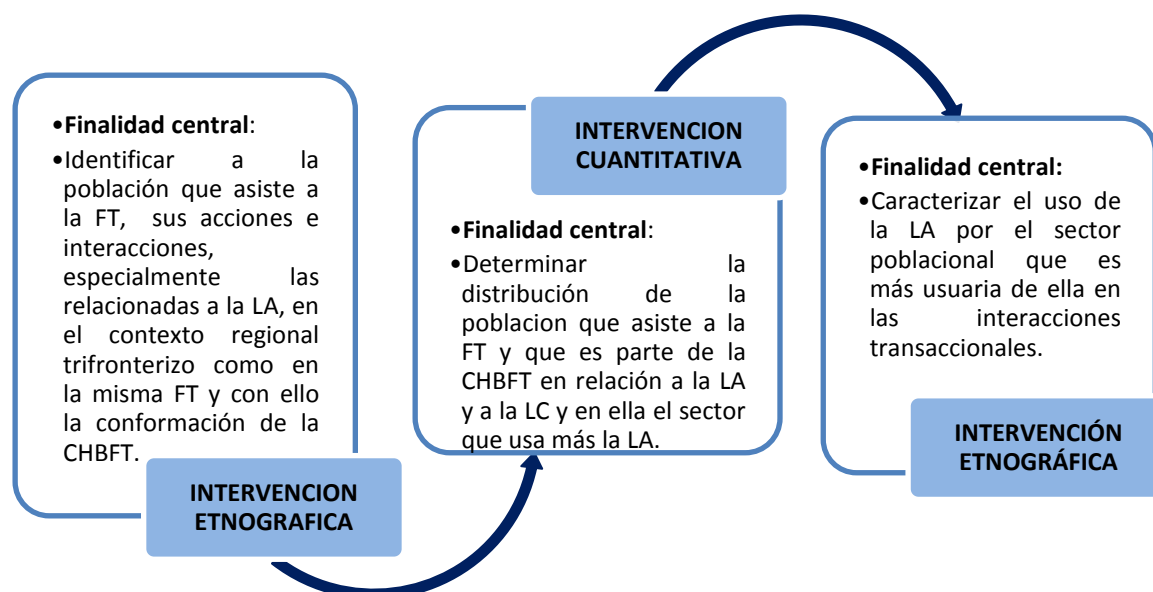 •Finalidad central:
•Identificar a la
población que asiste a
la FT, sus acciones e
interacciones,
especialmente las
relacionadas a la LA, en
el contexto regional
trifronterizo como en
la misma FT y con ello
la conformación de la
CHBFT.
INTERVENCION
ETNOGRAFICA
INTERVENCION
CUANTITATIVA
•Finalidad central:
•Determinar la
distribución de la
poblacion que asiste a la
FT y que es parte de la
CHBFT en relación a la LA
y a la LC y en ella el sector
que usa más la LA.
•Finalidad central:
•Caracterizar el uso de
la LA por el sector
poblacional que es
más usuaria de ella en
las interacciones
transaccionales.
INTERVENCIÓN
ETNOGRÁFICA